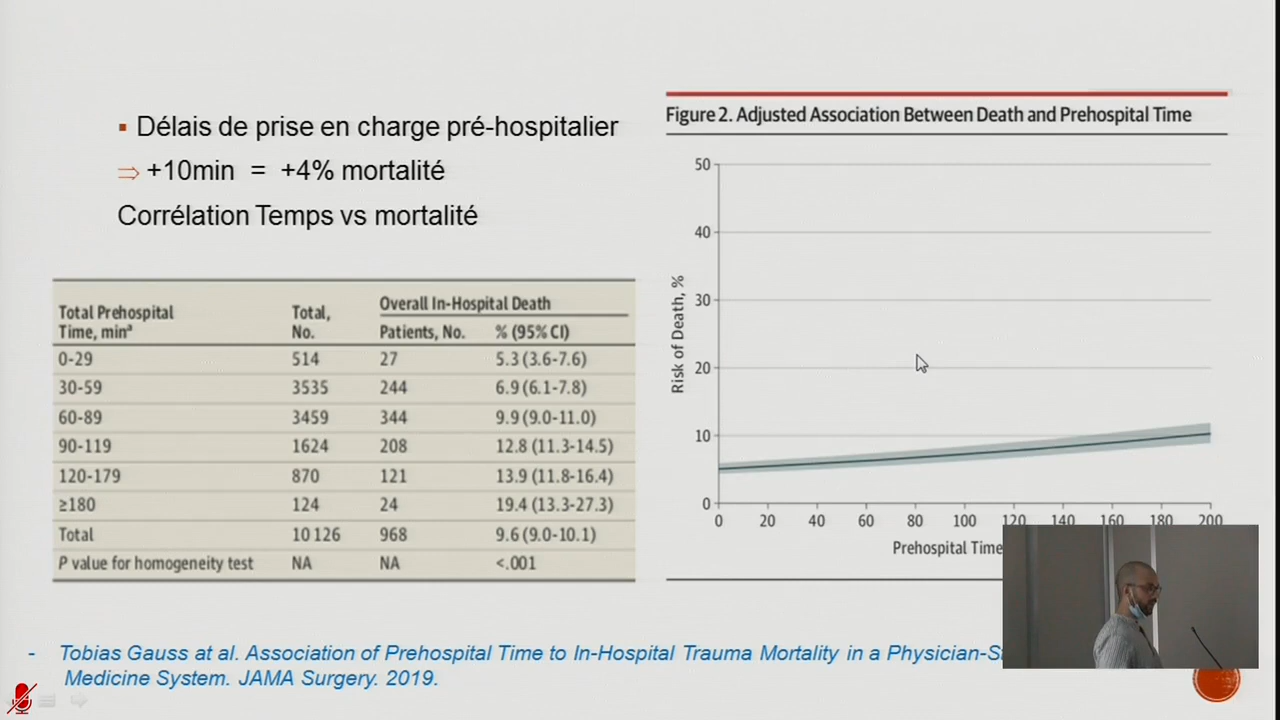 ▪ Délais de prise en charge pré-hospitalier
⇒ +10min = +4% mortalité
Corrélation Temps vs mortalité
Total Prehospital Time, minᵃ Total, No. Overall In-Hospital Death
Patients, No. % (95% CI)
0-29 514 27 5.3 (3.6-7.6)
30-59 3535 244 6.9 (6.1-7.8)
60-89 3459 344 9.9 (9.0-11.0)
90-119 1624 208 12.8 (11.3-14.5)
120-179 870 121 13.9 (11.8-16.4)
≥180 124 24 19.4 (13.3-27.3)
Total 10 126 968 9.6 (9.0-10.1)
P value for homogeneity test NA NA <.001
Figure 2. Adjusted Association Between Death and Prehospital Time
Risk of Death, %
50
40
30
20
10
0
0 20 40 60 80 100 120 140 160 180 200
Prehospital Time
- Tobias Gauss at al. Association of Prehospital Time to In-Hospital Trauma Mortality in a
Medicine System. JAMA Surgery. 2019.